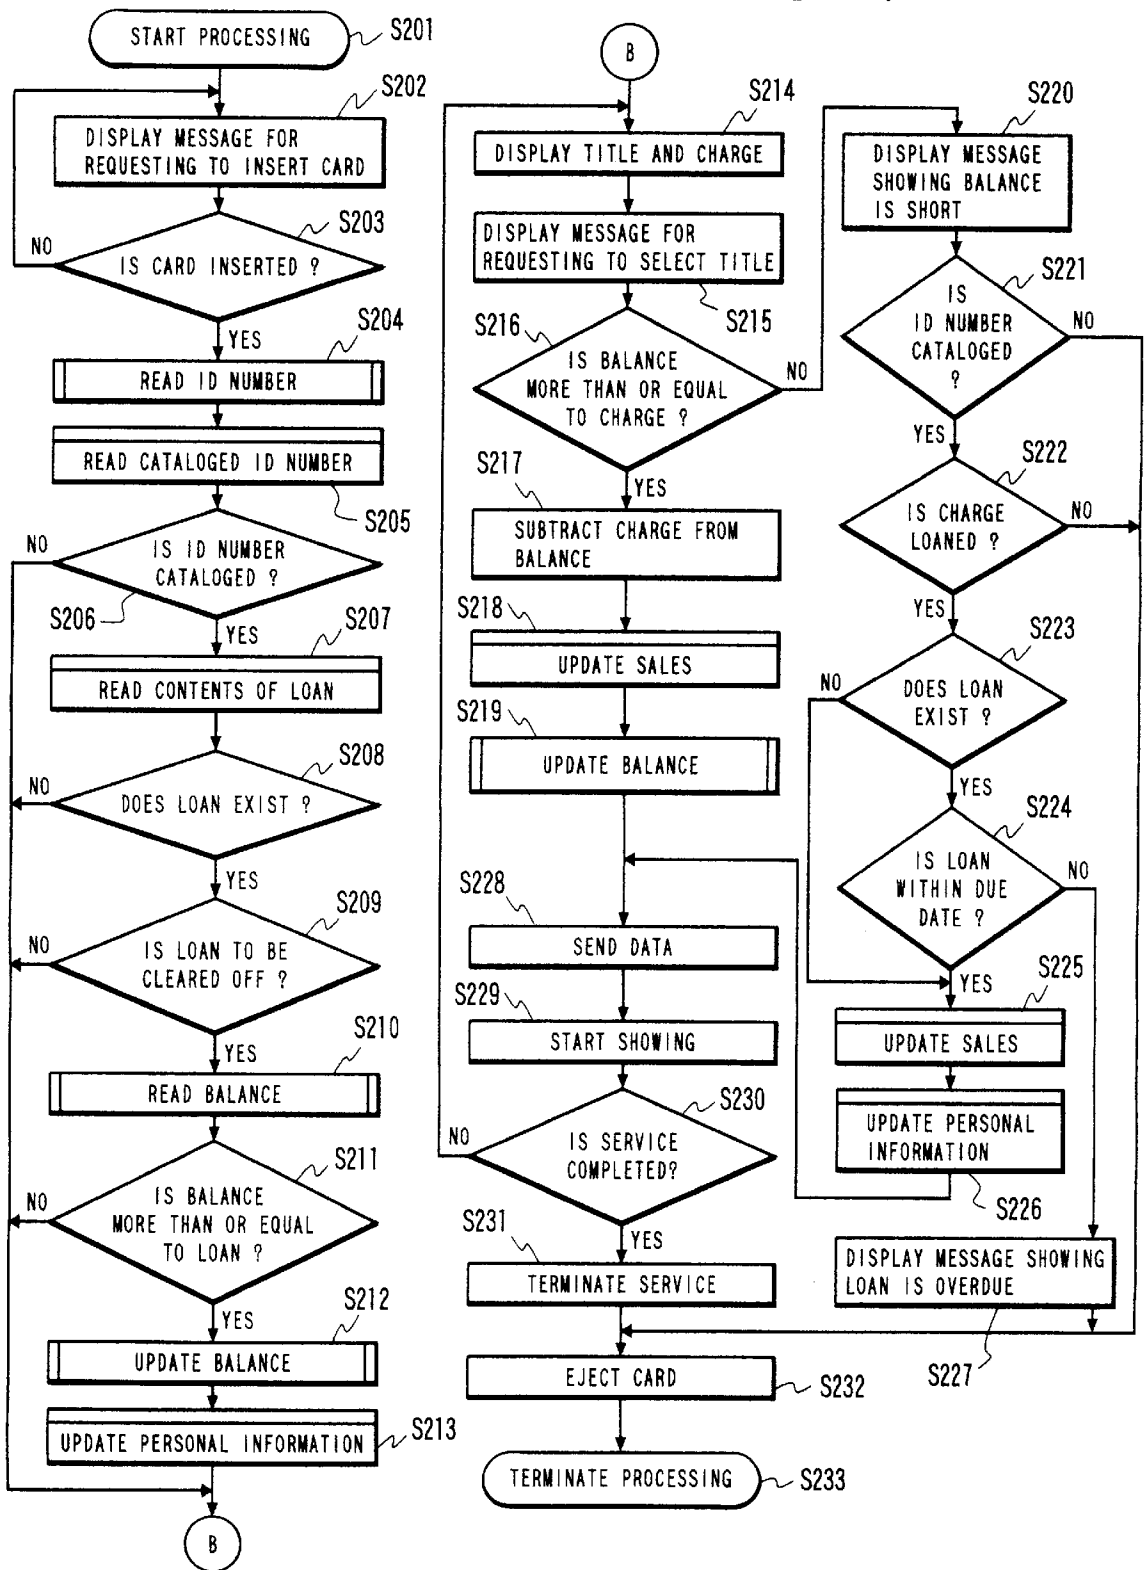 START PROCESSING
S201
S202
DISPLAY MESSAGE FOR
REQUESTING TO INSERT CARD
S203
NO
IS CARD INSERTED ?
YES
S204
READ ID NUMBER
READ CATALOGED ID NUMBER
S205
NO
IS ID NUMBER
CATALOGED ?
S206
YES
S207
READ CONTENTS OF LOAN
S208
NO
DOES LOAN EXIST ?
YES
S209
NO
IS LOAN TO BE
CLEARED OFF ?
S210
YES
READ BALANCE
S211
NO
IS BALANCE
MORE THAN OR EQUAL
TO LOAN ?
YES
S212
UPDATE BALANCE
UPDATE PERSONAL INFORMATION
S213
B
B
S214
DISPLAY TITLE AND CHARGE
DISPLAY MESSAGE FOR
REQUESTING TO SELECT TITLE
S215
S216
IS BALANCE
MORE THAN OR EQUAL
TO CHARGE ?
NO
S217
YES
SUBTRACT CHARGE FROM
BALANCE
S218
UPDATE SALES
S219
UPDATE BALANCE
S228
SEND DATA
S229
START SHOWING
S230
NO
IS SERVICE
COMPLETED?
S231
YES
TERMINATE SERVICE
EJECT CARD
S232
TERMINATE PROCESSING
S233
S220
DISPLAY MESSAGE
SHOWING BALANCE
IS SHORT
S221
IS
ID NUMBER
CATALOGED
?
NO
YES
S222
IS CHARGE
LOANED ?
NO
YES
S223
NO
DOES LOAN
EXIST ?
YES
S224
IS LOAN
WITHIN DUE
DATE ?
NO
YES
S225
UPDATE SALES
UPDATE PERSONAL
INFORMATION
S226
DISPLAY MESSAGE SHOWING
LOAN IS OVERDUE
S227